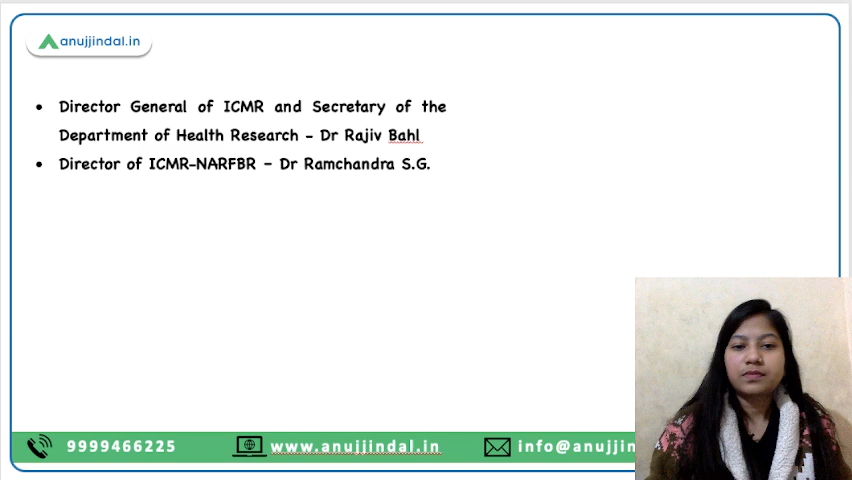 anujjindal.in
• Director General of ICMR and Secretary of the
Department of Health Research - Dr Rajiv Bahl
• Director of ICMR-NARFBR – Dr Ramchandra S.G.
9999466225
www.anujjindal.in
info@anujjin